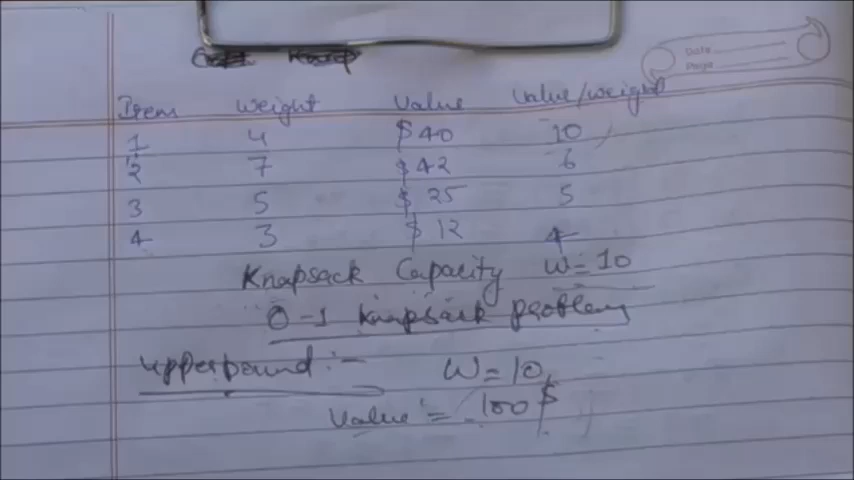 Date
Page
Item Weight Value Value/weight
1 4 $40 10
2 7 $42 6
3 5 $25 5
4 3 $12 4
Knapsack Capacity W=10
0-1 Knapsack problem
Upperbound:-
W=10,
Value = 100$